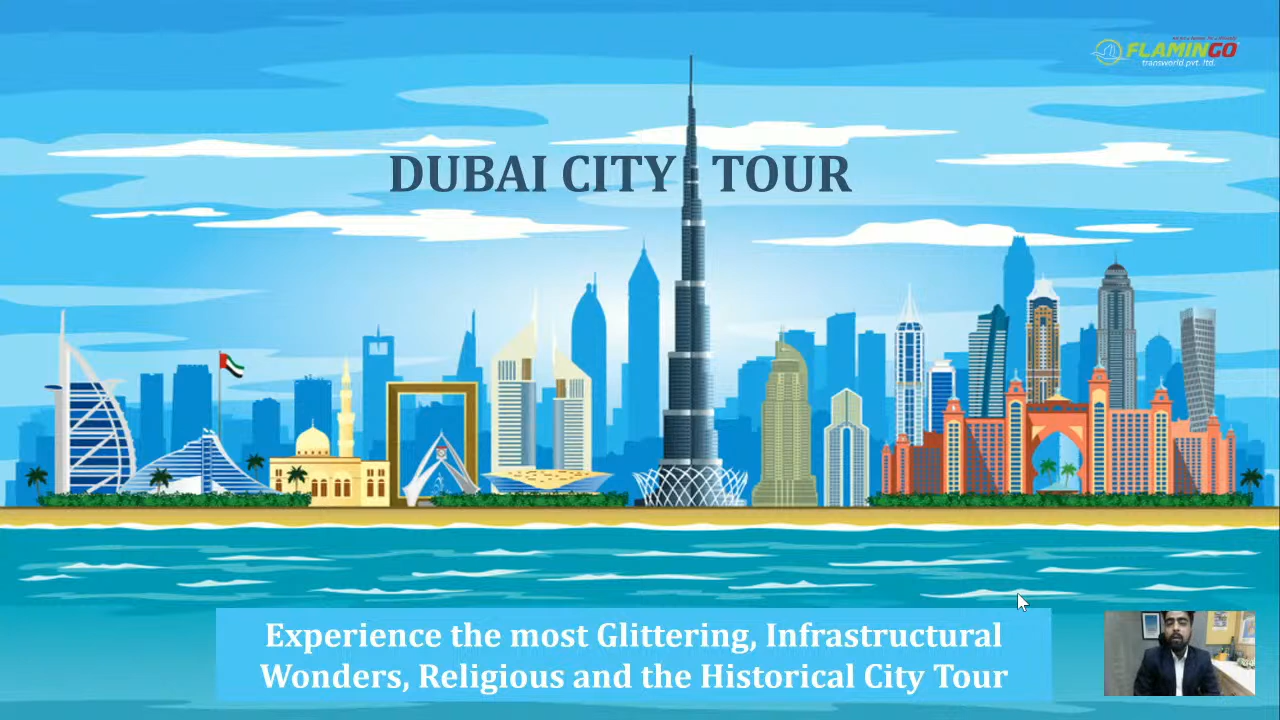 FLAMINGO
transworld pvt. ltd.
DUBAI CITY TOUR
Experience the most Glittering, Infrastructural
Wonders, Religious and the Historical City Tour